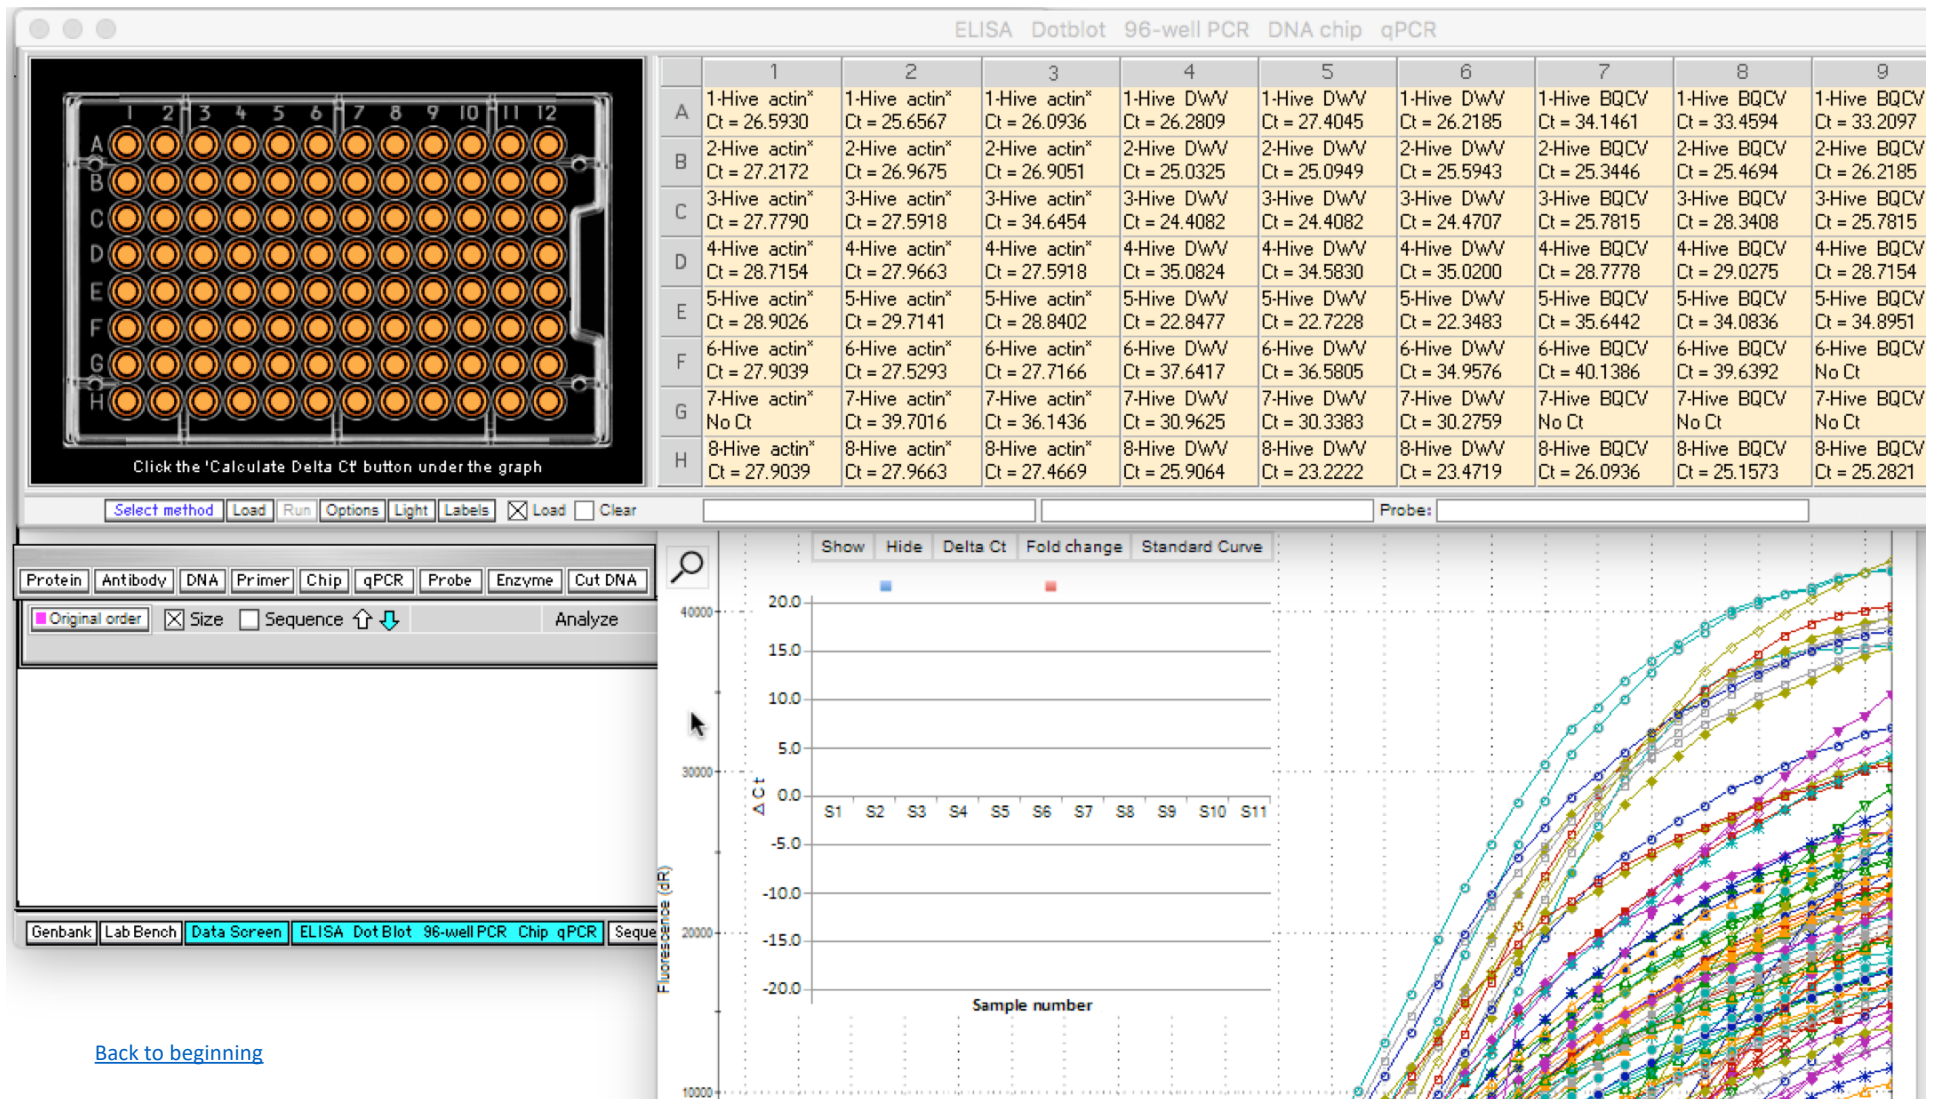 ELISA Dotblot 96-well PCR DNA chip qPCR
1 2 3 4 5 6 7 8 9 10 11 12
A
B
C
D
E
F
G
H
Click the 'Calculate Delta Ct' button under the graph
1 2 3 4 5 6 7 8 9
A
1-Hive actin* 1-Hive actin* 1-Hive actin* 1-Hive DWV 1-Hive DWV 1-Hive DWV 1-Hive BQCV 1-Hive BQCV 1-Hive BQCV
Ct = 26.5930 Ct = 25.6567 Ct = 26.0936 Ct = 26.2809 Ct = 27.4045 Ct = 26.2185 Ct = 34.1461 Ct = 33.4594 Ct = 33.2097
B
2-Hive actin* 2-Hive actin* 2-Hive actin* 2-Hive DWV 2-Hive DWV 2-Hive DWV 2-Hive BQCV 2-Hive BQCV 2-Hive BQCV
Ct = 27.2172 Ct = 26.9675 Ct = 26.9051 Ct = 25.0325 Ct = 25.0949 Ct = 25.5943 Ct = 25.3446 Ct = 25.4694 Ct = 26.2185
C
3-Hive actin* 3-Hive actin* 3-Hive actin* 3-Hive DWV 3-Hive DWV 3-Hive DWV 3-Hive BQCV 3-Hive BQCV 3-Hive BQCV
Ct = 27.7790 Ct = 27.5918 Ct = 34.6454 Ct = 24.4082 Ct = 24.4082 Ct = 24.4707 Ct = 25.7815 Ct = 28.3408 Ct = 25.7815
D
4-Hive actin* 4-Hive actin* 4-Hive actin* 4-Hive DWV 4-Hive DWV 4-Hive DWV 4-Hive BQCV 4-Hive BQCV 4-Hive BQCV
Ct = 28.7154 Ct = 27.9663 Ct = 27.5918 Ct = 35.0824 Ct = 34.5830 Ct = 35.0200 Ct = 28.7778 Ct = 29.0275 Ct = 28.7154
E
5-Hive actin* 5-Hive actin* 5-Hive actin* 5-Hive DWV 5-Hive DWV 5-Hive DWV 5-Hive BQCV 5-Hive BQCV 5-Hive BQCV
Ct = 28.9026 Ct = 29.7141 Ct = 28.8402 Ct = 22.8477 Ct = 22.7228 Ct = 22.3483 Ct = 35.6442 Ct = 34.0836 Ct = 34.8951
F
6-Hive actin* 6-Hive actin* 6-Hive actin* 6-Hive DWV 6-Hive DWV 6-Hive DWV 6-Hive BQCV 6-Hive BQCV 6-Hive BQCV
Ct = 27.9039 Ct = 27.5293 Ct = 27.7166 Ct = 37.6417 Ct = 36.5805 Ct = 34.9576 Ct = 40.1386 Ct = 39.6392 No Ct
G
7-Hive actin* 7-Hive actin* 7-Hive actin* 7-Hive DWV 7-Hive DWV 7-Hive DWV 7-Hive BQCV 7-Hive BQCV 7-Hive BQCV
No Ct Ct = 39.7016 Ct = 36.1436 Ct = 30.9625 Ct = 30.3383 Ct = 30.2759 No Ct No Ct No Ct
H
8-Hive actin* 8-Hive actin* 8-Hive actin* 8-Hive DWV 8-Hive DWV 8-Hive DWV 8-Hive BQCV 8-Hive BQCV 8-Hive BQCV
Ct = 27.9039 Ct = 27.9663 Ct = 27.4669 Ct = 25.9064 Ct = 23.2222 Ct = 23.4719 Ct = 26.0936 Ct = 25.1573 Ct = 25.2821
Select method Load Run Options Light Labels Load Clear Probe:
Protein Antibody DNA Primer Chip qPCR Probe Enzyme Cut DNA
Original order Size Sequence Analyze
Genbank Lab Bench Data Screen ELISA Dot Blot 96-well PCR Chip qPCR Seque
Back to beginning
Show Hide Delta Ct Fold change Standard Curve
20.0
15.0
10.0
5.0
0.0
-5.0
-10.0
-15.0
-20.0
Δ Ct
S1 S2 S3 S4 S5 S6 S7 S8 S9 S10 S11
Sample number
40000
30000
20000
10000
Fluorescence (dR)